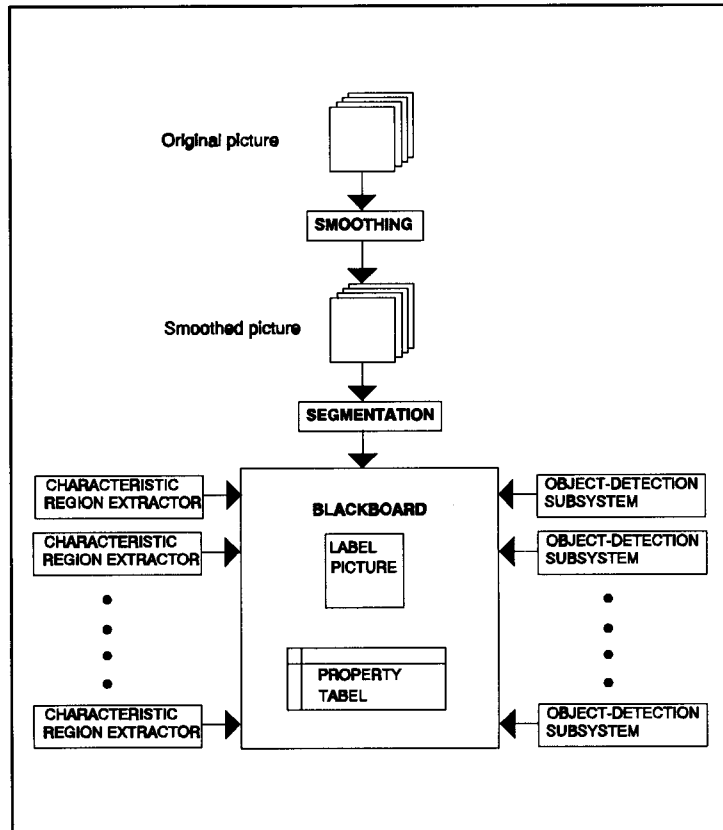 Original picture
SMOOTHING
Smoothed picture
SEGMENTATION
CHARACTERISTIC
REGION EXTRACTOR
CHARACTERISTIC
REGION EXTRACTOR
CHARACTERISTIC
REGION EXTRACTOR
BLACKBOARD
LABEL
PICTURE
PROPERTY
TABEL
OBJECT-DETECTION
SUBSYSTEM
OBJECT-DETECTION
SUBSYSTEM
OBJECT-DETECTION
SUBSYSTEM